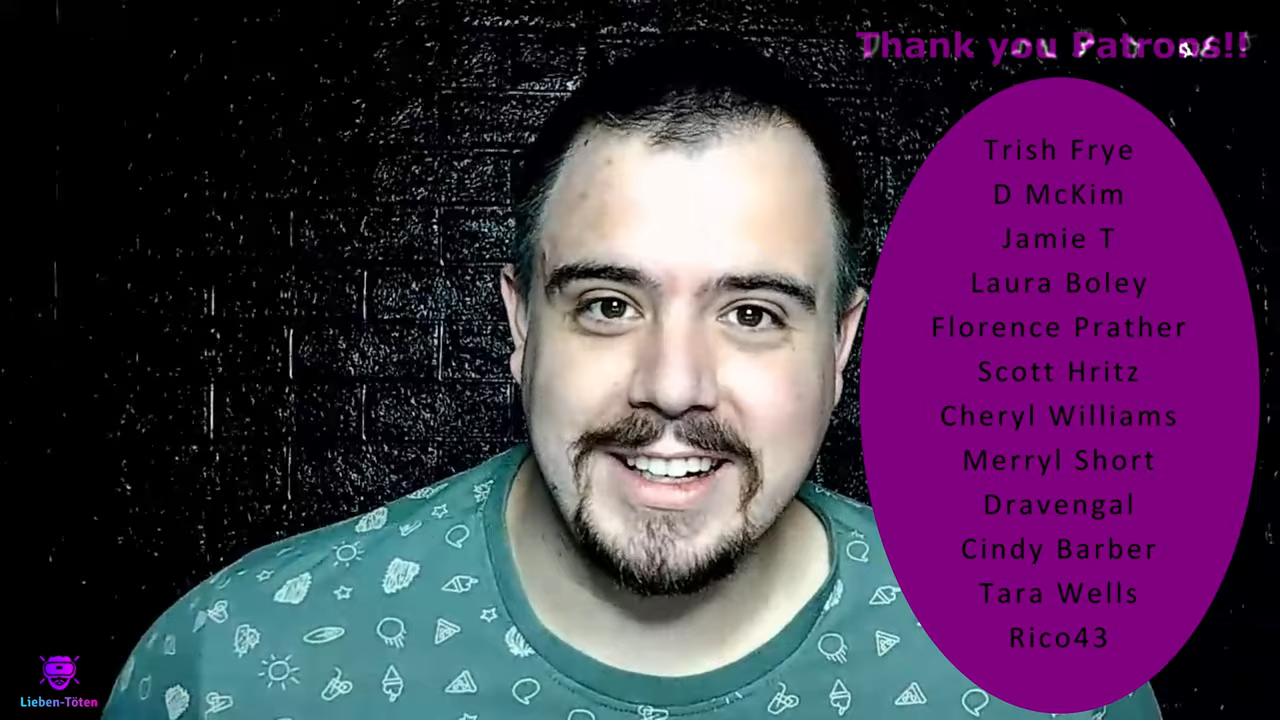 Thank you Patrons!!
Trish Frye
D McKim
Jamie T
Laura Boley
Florence Prather
Scott Hritz
Cheryl Williams
Merryl Short
Dravengal
Cindy Barber
Tara Wells
Rico43
Lieben-Töten